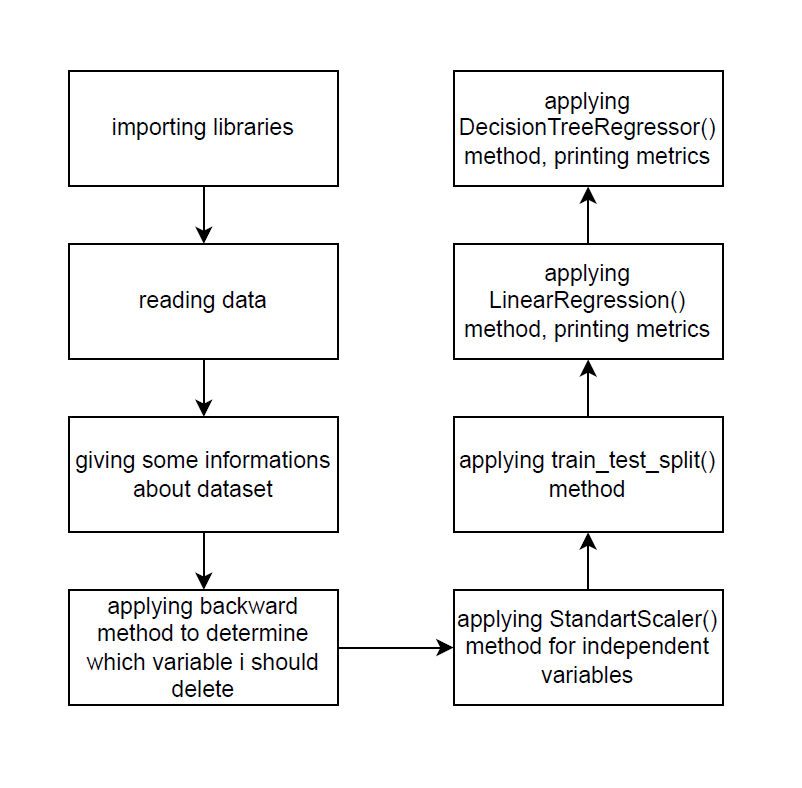 importing libraries
reading data
giving some informations
about dataset
applying backward
method to determine
which variable i should
delete
applying StandartScaler()
method for independent
variables
applying train_test_split()
method
applying
LinearRegression()
method, printing metrics
applying
DecisionTreeRegressor()
method, printing metrics